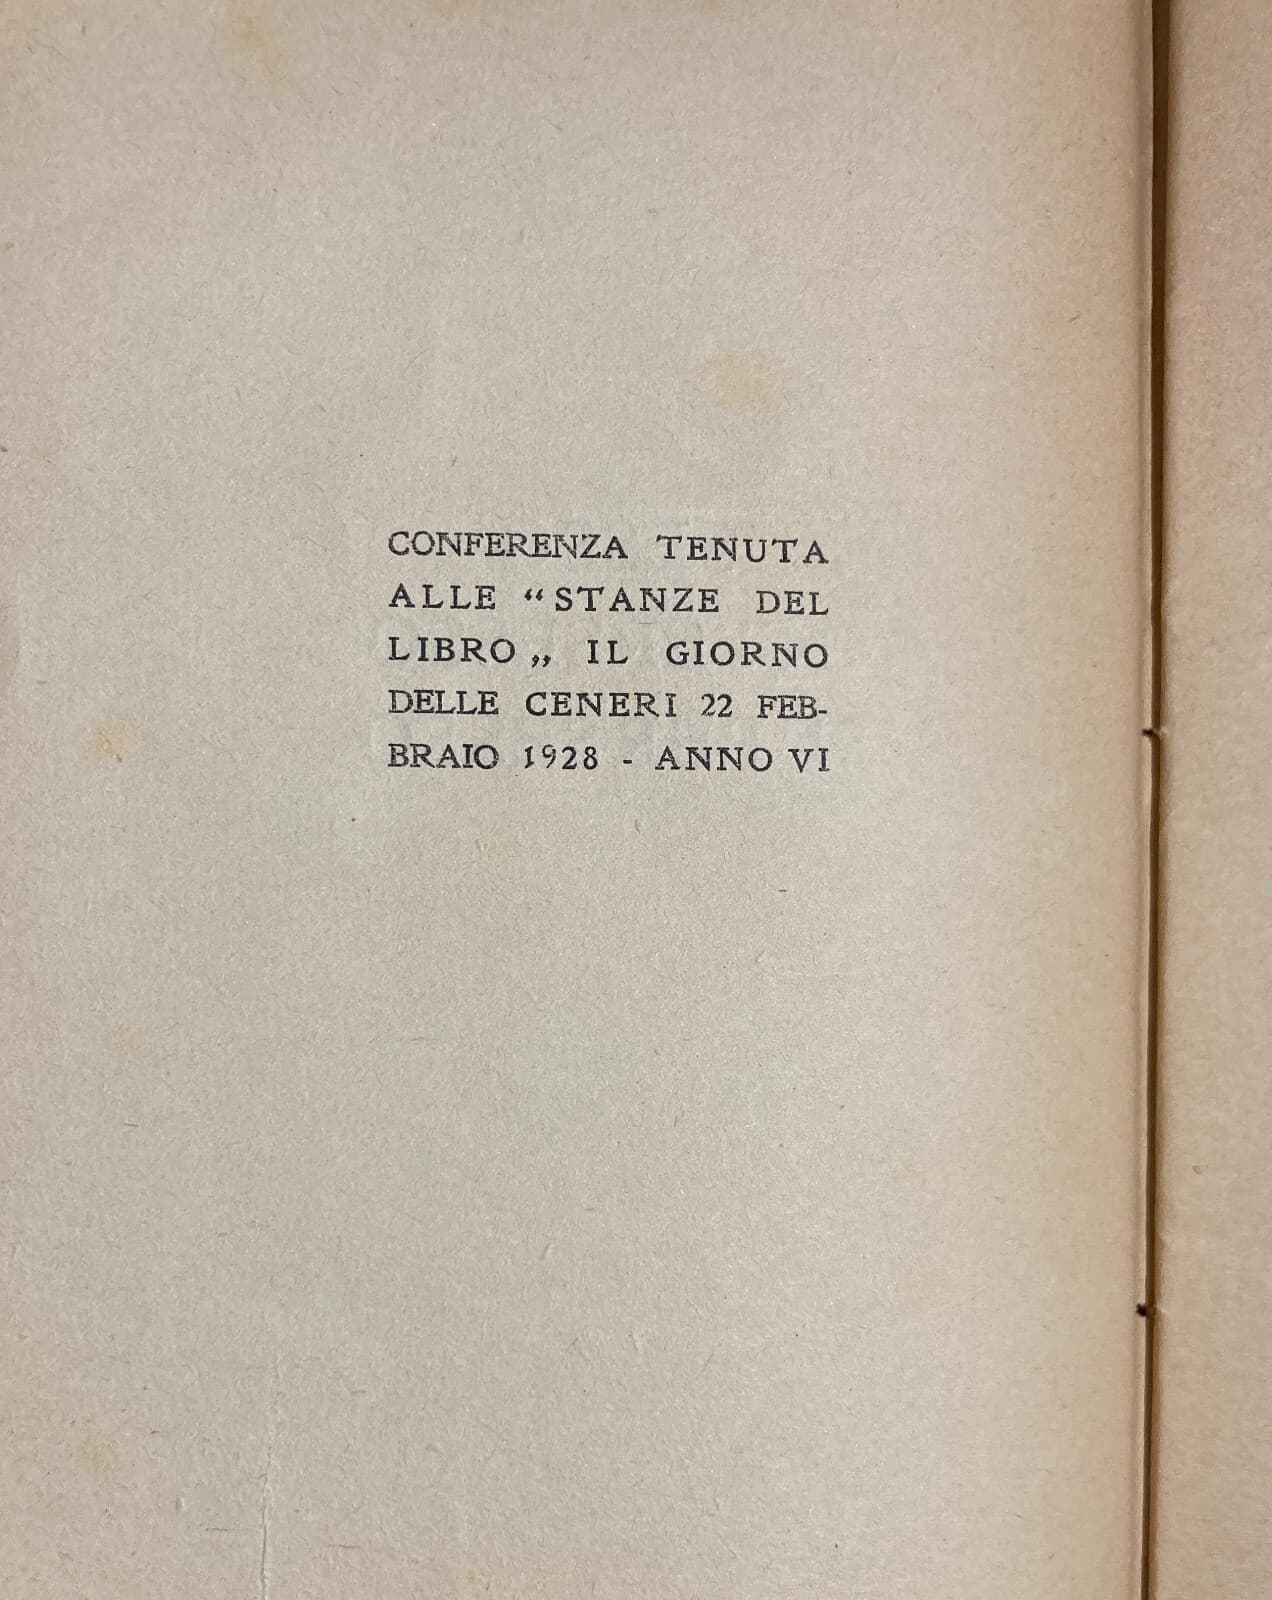 CONFERENZA TENUTA
ALLE “STANZE DEL
LIBRO„ IL GIORNO
DELLE CENERI 22 FEB-
BRAIO 1928 - ANNO VI